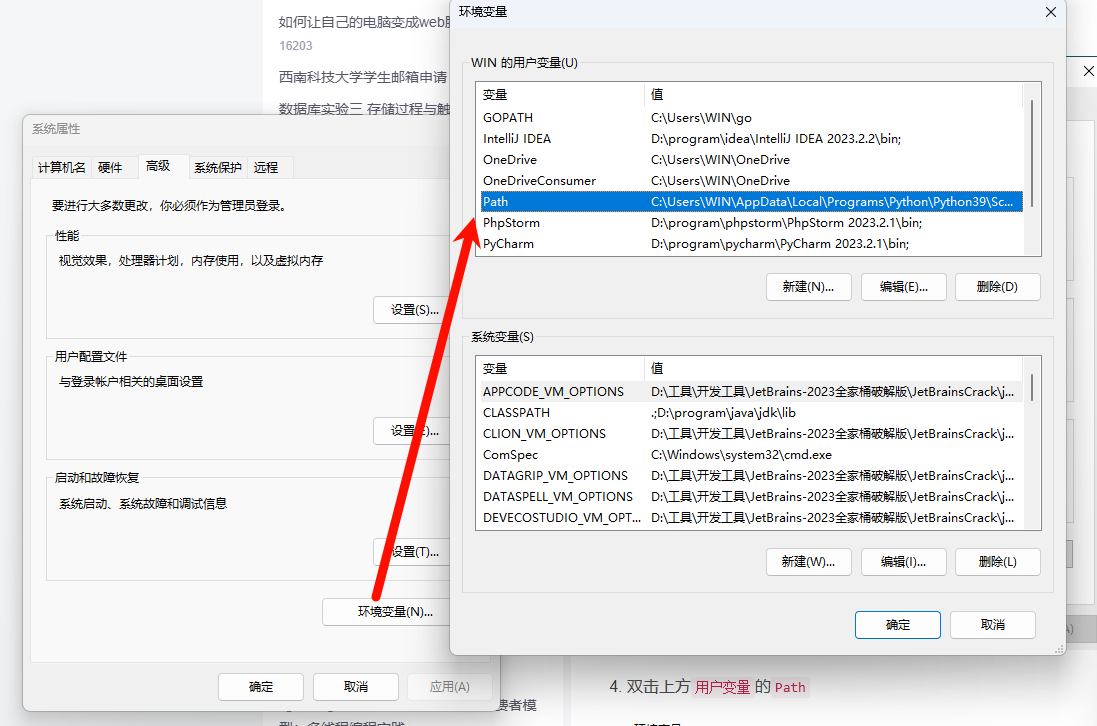 如何让自己的电脑变成web
16203
西南科技大学学生邮箱申请
数据库实验三 存储过程与触
系统属性
计算机名
硬件
高级
系统保护
远程
要进行大多数更改，你必须作为管理员登录。
性能
视觉效果，处理器计划，内存使用，以及虚拟内存
设置(S)...
用户配置文件
与登录帐户相关的桌面设置
设置(E)...
启动和故障恢复
系统启动、系统故障和调试信息
设置(T)...
环境变量(N)...
确定
取消
应用(A)
环境变量
WIN 的用户变量(U)
变量 值
GOPATH C:\Users\WIN\go
IntelliJ IDEA D:\program\idea\IntelliJ IDEA 2023.2.2\bin;
OneDrive C:\Users\WIN\OneDrive
OneDriveConsumer C:\Users\WIN\OneDrive
Path C:\Users\WIN\AppData\Local\Programs\Python\Python39\Sc...
PhpStorm D:\program\phpstorm\PhpStorm 2023.2.1\bin;
PyCharm D:\program\pycharm\PyCharm 2023.2.1\bin;
新建(N)...
编辑(E)...
删除(D)
系统变量(S)
变量 值
APPCODE_VM_OPTIONS D:\工具\开发工具\JetBrains-2023全家桶破解版\JetBrainsCrack\j...
CLASSPATH .;D:\program\java\jdk\lib
CLION_VM_OPTIONS D:\工具\开发工具\JetBrains-2023全家桶破解版\JetBrainsCrack\j...
ComSpec C:\Windows\system32\cmd.exe
DATAGRIP_VM_OPTIONS D:\工具\开发工具\JetBrains-2023全家桶破解版\JetBrainsCrack\j...
DATASPELL_VM_OPTIONS D:\工具\开发工具\JetBrains-2023全家桶破解版\JetBrainsCrack\j...
DEVECOSTUDIO_VM_OPT... D:\工具\开发工具\JetBrains-2023全家桶破解版\JetBrainsCrack\j...
新建(W)...
编辑(I)...
删除(L)
确定
取消
A)
4. 双击上方 用户变量 的 Path
费者模